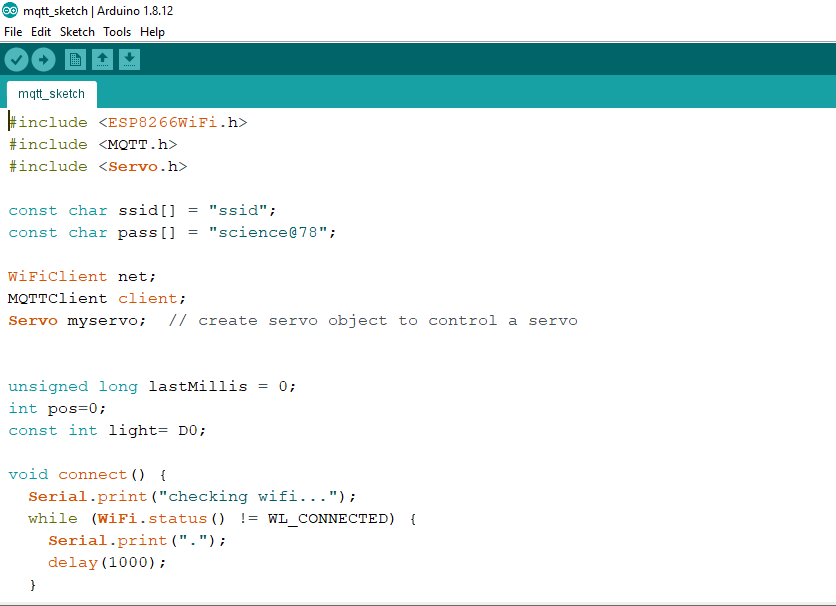 mqtt_sketch | Arduino 1.8.12
File Edit Sketch Tools Help
mqtt_sketch
#include <ESP8266WiFi.h>
#include <MQTT.h>
#include <Servo.h>
const char ssid[] = "ssid";
const char pass[] = "science@78";
WiFiClient net;
MQTTClient client;
Servo myservo;  // create servo object to control a servo
unsigned long lastMillis = 0;
int pos=0;
const int light= D0;
void connect() {
  Serial.print("checking wifi...");
  while (WiFi.status() != WL_CONNECTED) {
    Serial.print(".");
    delay(1000);
  }